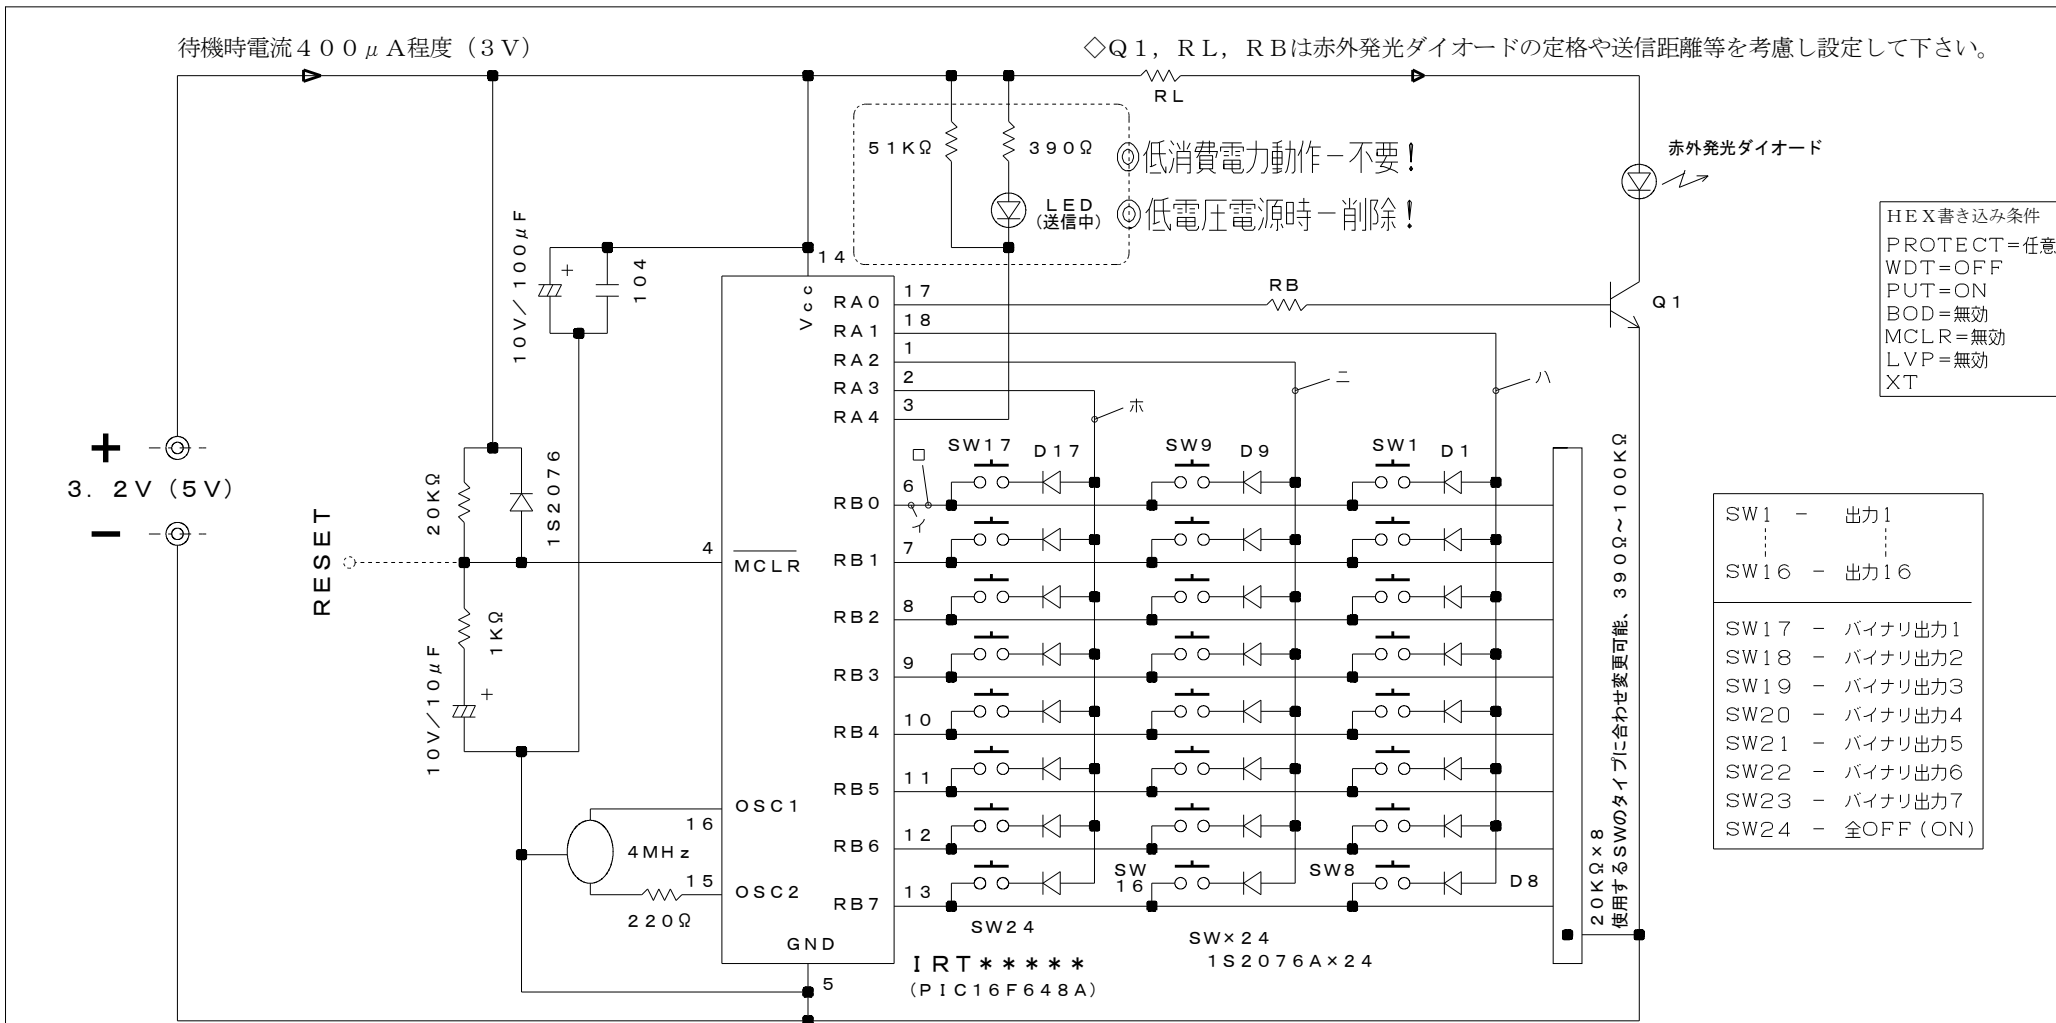 待機時電流４００μＡ程度（３Ｖ）
◇Ｑ１，ＲＬ，ＲＢは赤外発光ダイオードの定格や送信距離等を考慮し設定して下さい。
ＲＬ
５１ＫΩ
３９０Ω
◎低消費電力動作－不要！
赤外発光ダイオード
ＬＥＤ
(送信中)
◎低電圧電源時－削除！
ＨＥＸ書き込み条件
ＰＲＯＴＥＣＴ＝任意
ＷＤＴ＝ＯＦＦ
ＰＵＴ＝ＯＮ
ＢＯＤ＝無効
ＭＣＬＲ＝無効
ＬＶＰ＝無効
ＸＴ
１０Ｖ／１００μＦ
＋
１０４
１４
Ｖｃｃ
ＲＡ０
１７
ＲＢ
Ｑ１
ＲＡ１
１８
ＲＡ２
１
ＲＡ３
２
ＲＡ４
３
ホ
ニ
ハ
＋
３．２Ｖ（５Ｖ）
－
２０ＫΩ
１Ｓ２０７６
ＲＥＳＥＴ
４
ＭＣＬＲ
１ＫΩ
１０Ｖ／１０μＦ
＋
ロ
イ
ＳＷ１７
Ｄ１７
ＳＷ９
Ｄ９
ＳＷ１
Ｄ１
ＲＢ０
６
ＲＢ１
７
ＲＢ２
８
ＲＢ３
９
ＲＢ４
１０
ＲＢ５
１１
ＲＢ６
１２
ＲＢ７
１３
ＯＳＣ１
１６
４ＭＨｚ
１５
ＯＳＣ２
２２０Ω
ＧＮＤ
５
ＳＷ
１６
ＳＷ８
Ｄ８
ＳＷ２４
ＳＷ×２４
１Ｓ２０７６Ａ×２４
ＩＲＴ＊＊＊＊＊
（ＰＩＣ１６Ｆ６４８Ａ）
２０ＫΩ×８
使用するSWのタイプに合わせ変更可能、３９０Ω～１００ＫΩ
ＳＷ１　－　出力１
ＳＷ１６　－　出力１６
ＳＷ１７　－　バイナリ出力１
ＳＷ１８　－　バイナリ出力２
ＳＷ１９　－　バイナリ出力３
ＳＷ２０　－　バイナリ出力４
ＳＷ２１　－　バイナリ出力５
ＳＷ２２　－　バイナリ出力６
ＳＷ２３　－　バイナリ出力７
ＳＷ２４　－　全ＯＦＦ(ＯＮ)